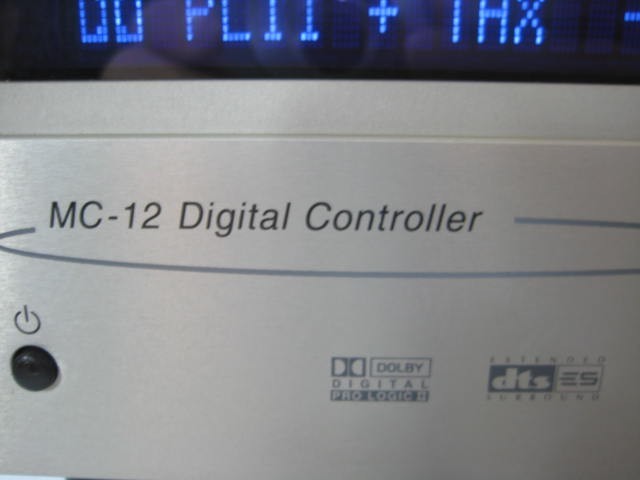 DD PLII + THX -
MC-12 Digital Controller
DOLBY
DIGITAL
PRO LOGIC II
EXTENDED
dts ES
SURROUND